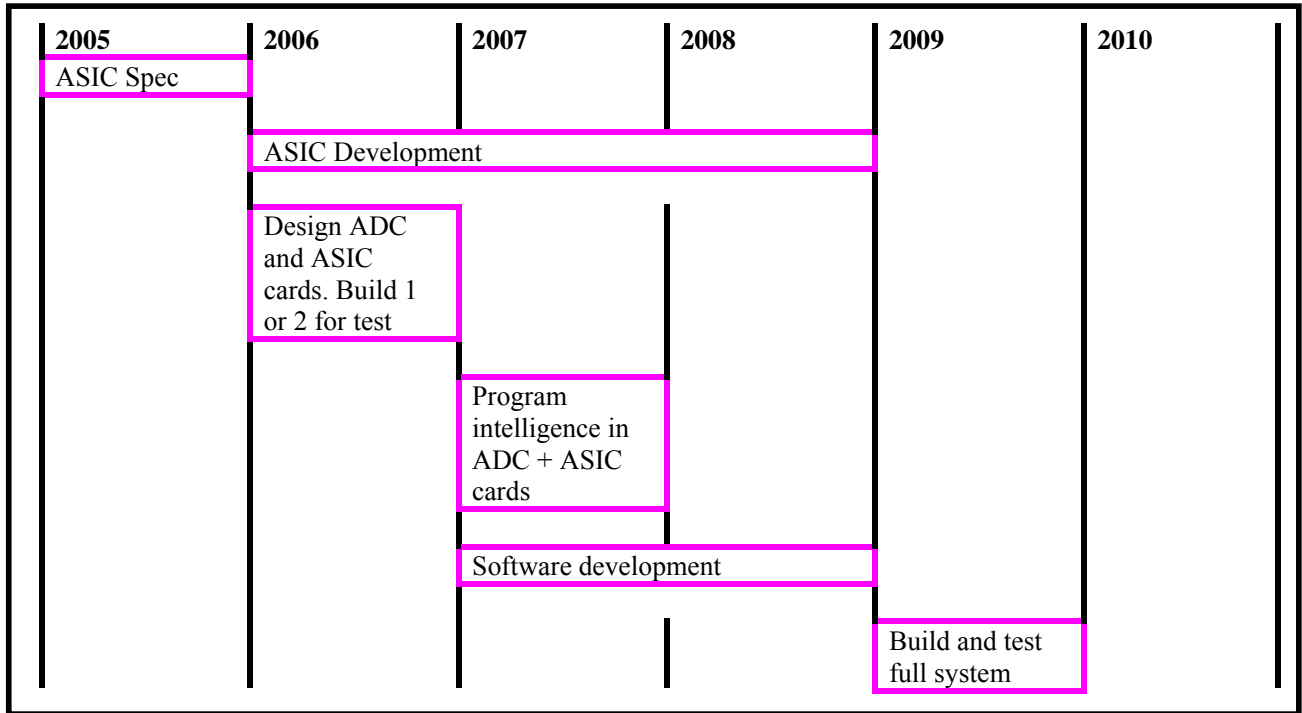 2005 2006 2007 2008 2009 2010
ASIC Spec
ASIC Development
Design ADC
and ASIC
cards. Build 1
or 2 for test
Program
intelligence in
ADC + ASIC
cards
Software development
Build and test
full system